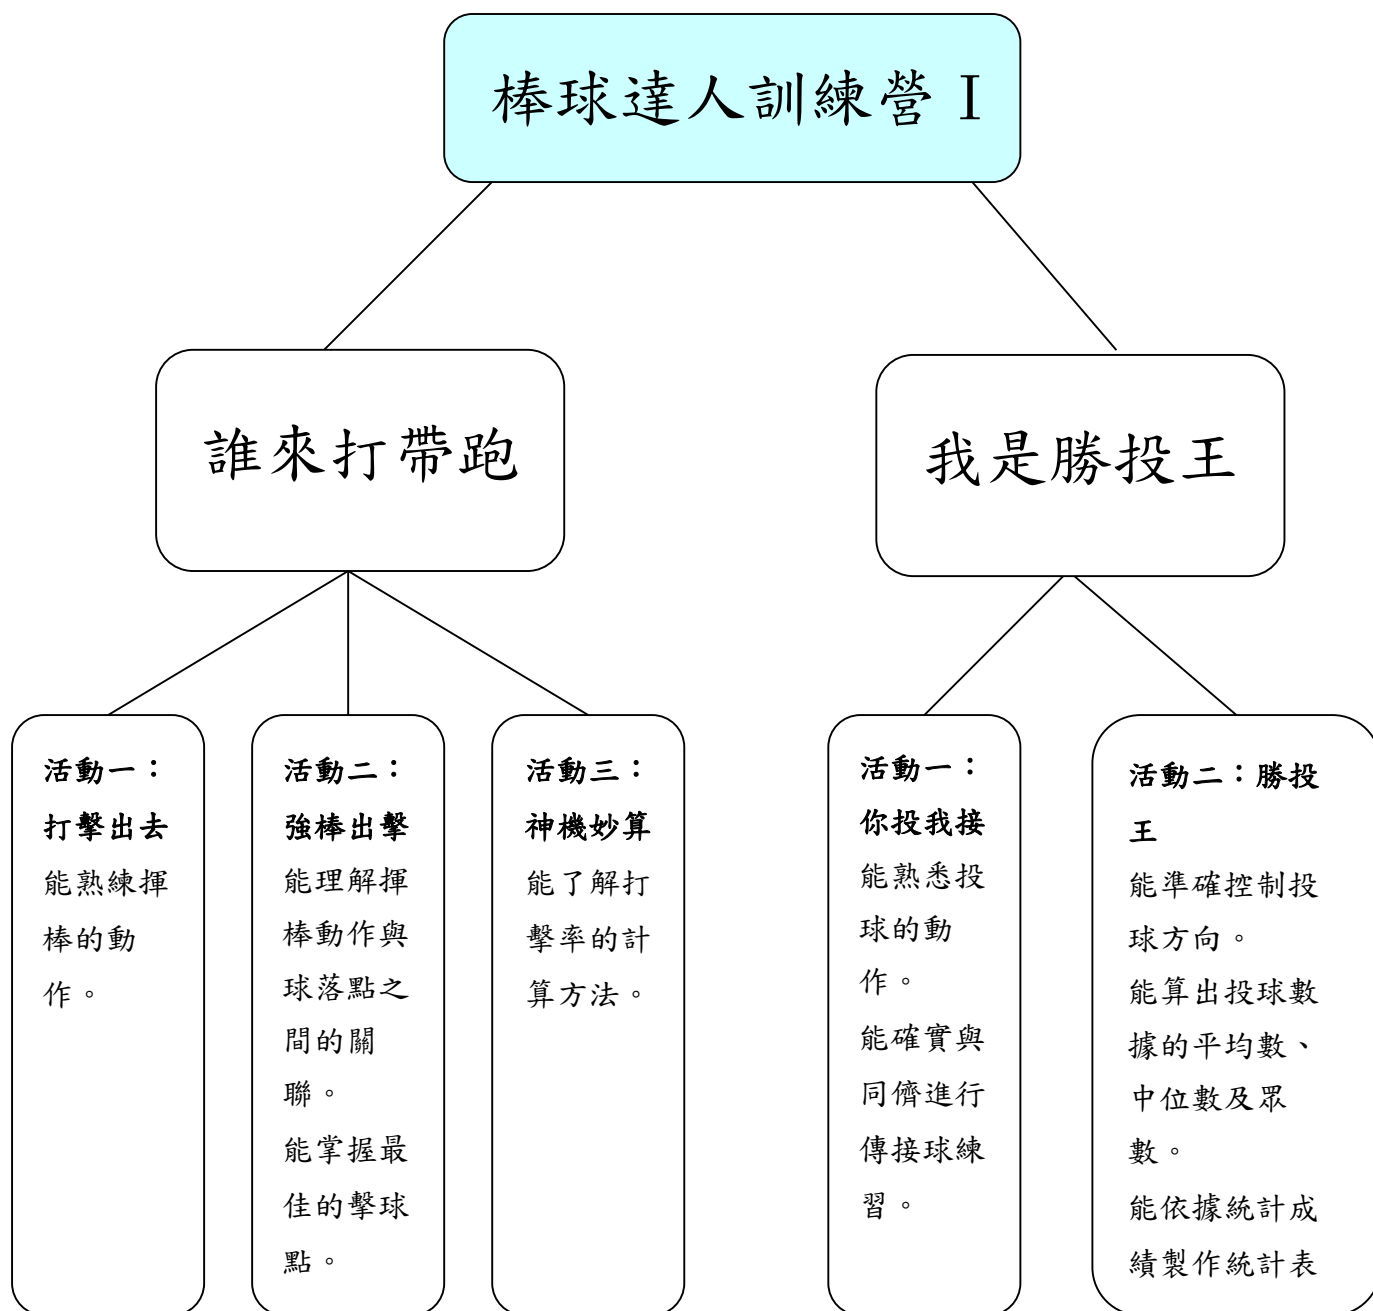 棒球達人訓練營Ⅰ
誰來打帶跑
我是勝投王
活動一：
打擊出去
能熟練揮
棒的動
作。
活動二：
強棒出擊
能理解揮
棒動作與
球落點之
間的關
聯。
能掌握最
佳的擊球
點。
活動三：
神機妙算
能了解打
擊率的計
算方法。
活動一：
你投我接
能熟悉投
球的動
作。
能確實與
同儕進行
傳接球練
習。
活動二：勝投
王
能準確控制投
球方向。
能算出投球數
據的平均數、
中位數及眾
數。
能依據統計成
績製作統計表